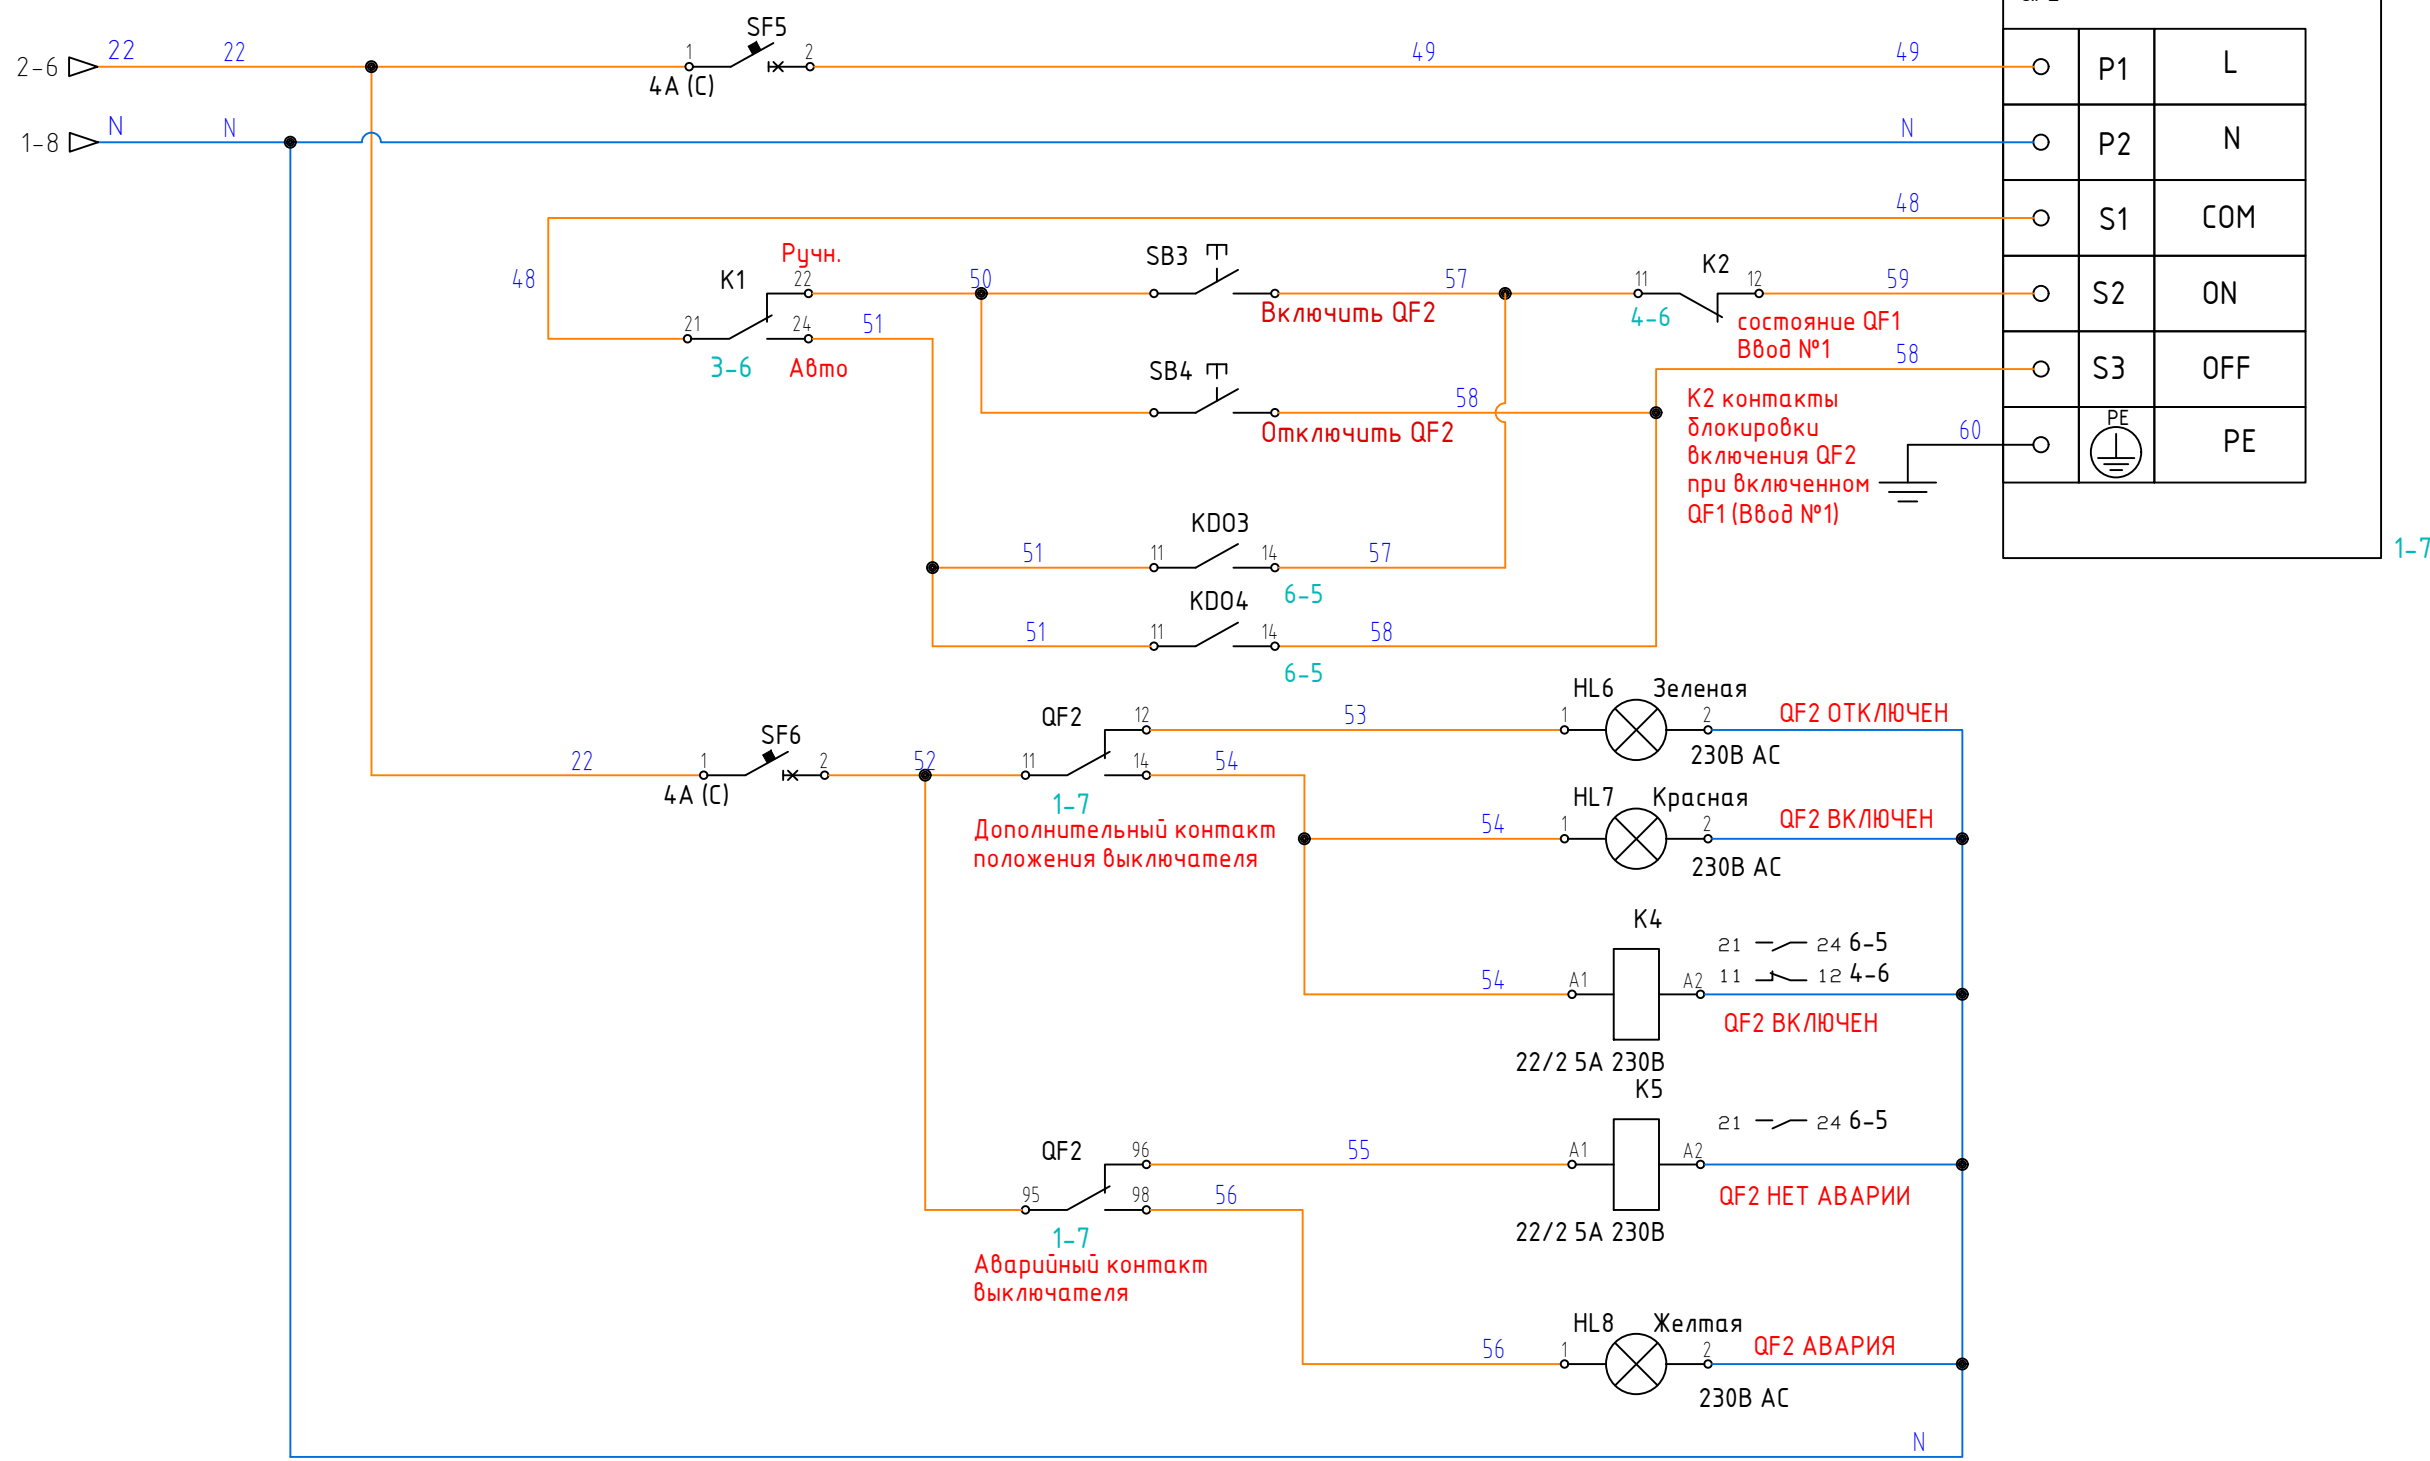 SF5
2-6
22
22
1
2
49
49
P1
L
4А (С)
1-8
N
N
N
P2
N
48
S1
COM
Ручн.
48
K1
22
50
SB3
57
11
K2
12
59
S2
ON
Включить QF2
4-6
состояние QF1
Ввод №1
21
24
51
3-6
Авто
58
S3
OFF
SB4
58
Отключить QF2
К2 контакты
блокировки
включения QF2
при включенном
QF1 (Ввод №1)
60
PE
PE
KDO3
51
11
14
57
6-5
1-7
KDO4
51
11
14
58
6-5
HL6
Зеленая
QF2
12
53
1
2
QF2 ОТКЛЮЧЕН
230В АС
SF6
22
1
2
52
11
14
54
4А (С)
1-7
Дополнительный контакт
положения выключателя
HL7
Красная
54
1
2
QF2 ВКЛЮЧЕН
230В АС
K4
21
24 6-5
11
12 4-6
54
A1
A2
QF2 ВКЛЮЧЕН
22/2 5А 230В
K5
21
24 6-5
QF2
96
55
A1
A2
95
98
56
QF2 НЕТ АВАРИИ
22/2 5А 230В
1-7
Аварийный контакт
выключателя
HL8
Желтая
56
1
2
QF2 АВАРИЯ
230В АС
N